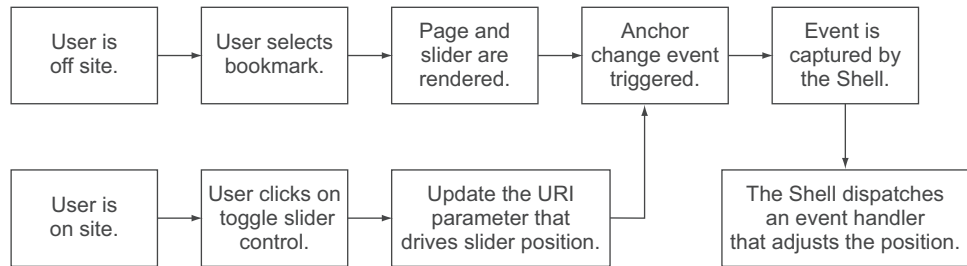 User is
off site.
User selects
bookmark.
Page and
slider are
rendered.
Anchor
change event
triggered.
Event is
captured by
the Shell.
User is
on site.
User clicks on
toggle slider
control.
Update the URI
parameter that
drives slider position.
The Shell dispatches
an event handler
that adjusts the position.